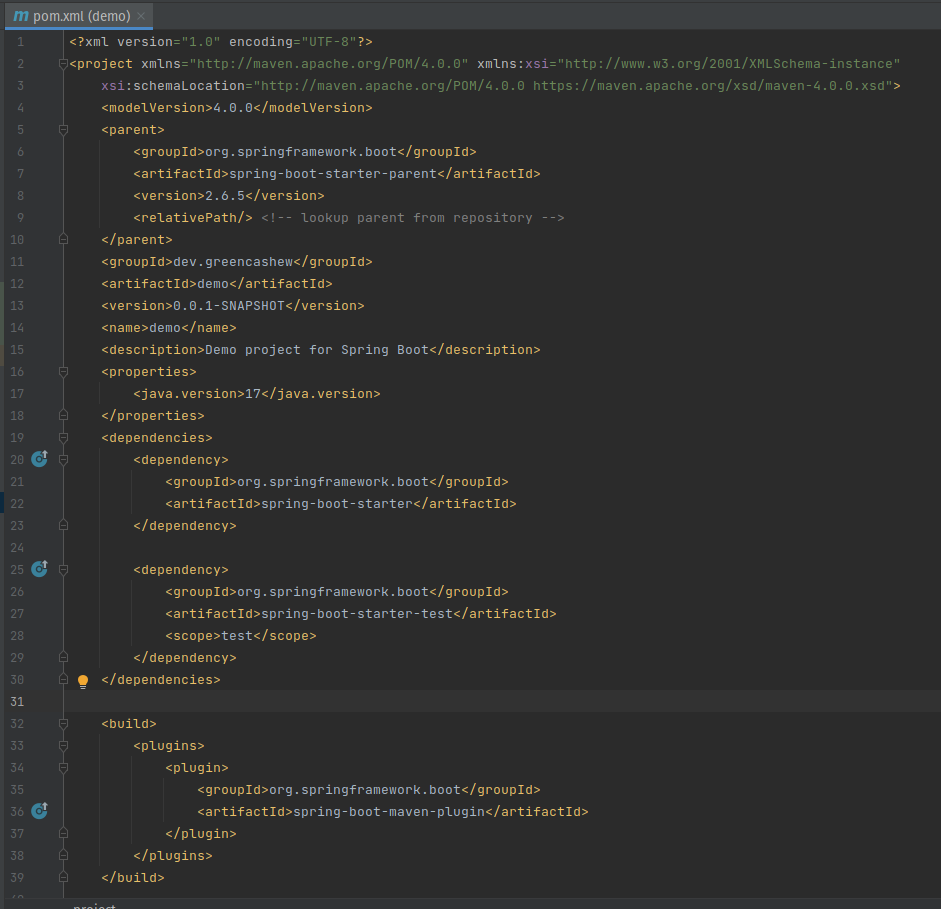 m pom.xml (demo) ×
1 <?xml version="1.0" encoding="UTF-8"?>
2 <project xmlns="http://maven.apache.org/POM/4.0.0" xmlns:xsi="http://www.w3.org/2001/XMLSchema-instance"
3     xsi:schemaLocation="http://maven.apache.org/POM/4.0.0 https://maven.apache.org/xsd/maven-4.0.0.xsd">
4     <modelVersion>4.0.0</modelVersion>
5     <parent>
6         <groupId>org.springframework.boot</groupId>
7         <artifactId>spring-boot-starter-parent</artifactId>
8         <version>2.6.5</version>
9         <relativePath/> <!-- lookup parent from repository -->
10     </parent>
11     <groupId>dev.greencashew</groupId>
12     <artifactId>demo</artifactId>
13     <version>0.0.1-SNAPSHOT</version>
14     <name>demo</name>
15     <description>Demo project for Spring Boot</description>
16     <properties>
17         <java.version>17</java.version>
18     </properties>
19     <dependencies>
20         <dependency>
21             <groupId>org.springframework.boot</groupId>
22             <artifactId>spring-boot-starter</artifactId>
23         </dependency>
24
25         <dependency>
26             <groupId>org.springframework.boot</groupId>
27             <artifactId>spring-boot-starter-test</artifactId>
28             <scope>test</scope>
29         </dependency>
30     </dependencies>
31
32     <build>
33         <plugins>
34             <plugin>
35                 <groupId>org.springframework.boot</groupId>
36                 <artifactId>spring-boot-maven-plugin</artifactId>
37             </plugin>
38         </plugins>
39     </build>
project